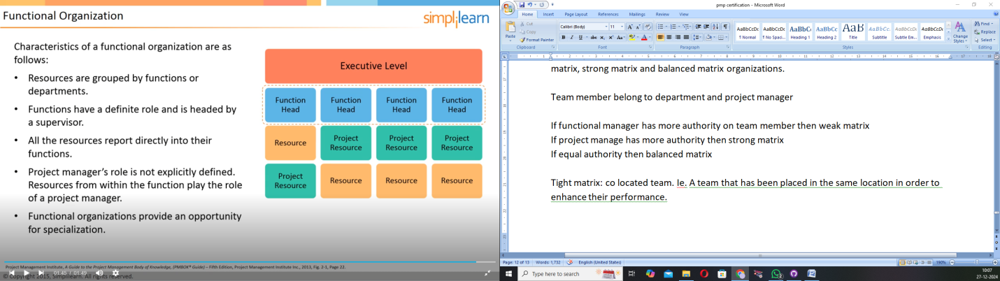 Functional Organization
simplilearn
Characteristics of a functional organization are as
follows:
• Resources are grouped by functions or
departments.
• Functions have a definite role and is headed by
a supervisor.
• All the resources report directly into their
functions.
• Project manager's role is not explicitly defined.
Resources from within the function play the role
of a project manager.
• Functional organizations provide an opportunity
for specialization.
Executive Level
Function Head
Function Head
Function Head
Function Head
Resource
Project Resource
Project Resource
Project Resource
Project Resource
Resource
Resource
Resource
Project Management Institute, A Guide to the Project Management Body of Knowledge, (PMBOK® Guide) – Fifth Edition, Project Management Institute Inc., 2013, Fig. 2-1, Page 22.
01:45 / 01:49
© Copyright 2015, Simplilearn. All rights reserved.
pmp certification - Microsoft Word
Home Insert Page Layout References Mailings Review View
Paste
Cut
Copy
Format Painter
Clipboard
Calibri (Body) 11
Font
Paragraph
AaBbCcDc AaBbCcDc AaBbC AaBbCc AaB AaBbCc. AaBbCcDc AaBbCcDc
¶ Normal ¶ No Spaci... Heading 1 Heading 2 Title Subtitle Subtle Em... Emphasis
Change Styles
Styles
Find
Replace
Select
Editing
matrix, strong matrix and balanced matrix organizations.
Team member belong to department and project manager
If functional manager has more authority on team member then weak matrix
If project manage has more authority then strong matrix
If equal authority then balanced matrix
Tight matrix: co located team. Ie. A team that has been placed in the same location in order to
enhance their performance.
Page: 12 of 13 Words: 1,732 English (United States) 190%
Type here to search
10:07
27-12-2024